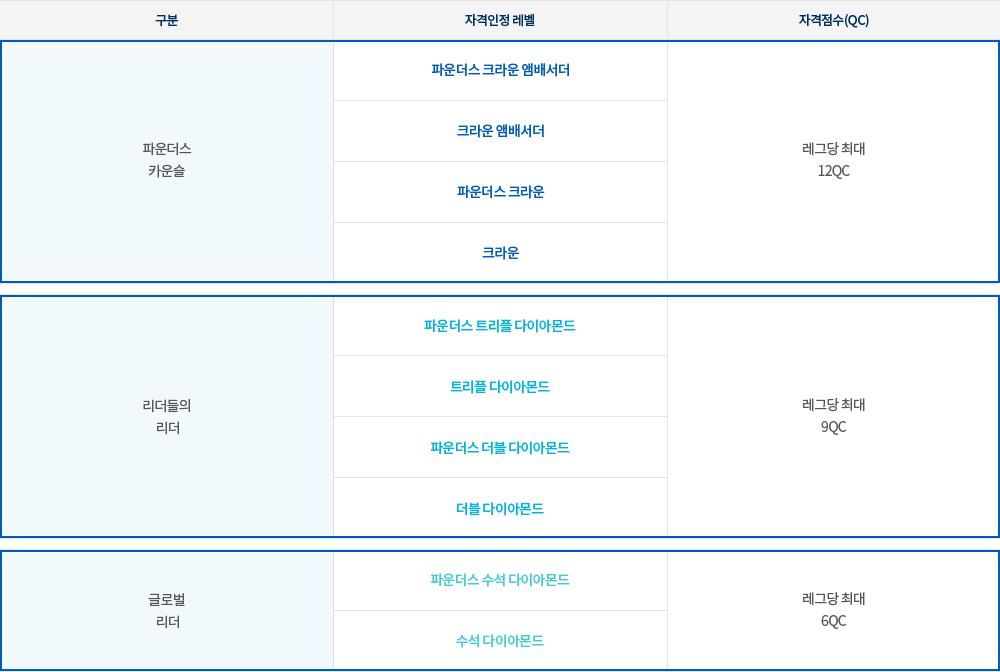 구분 자격인정 레벨 자격점수(QC)
파운더스
카운슬
파운더스 크라운 앰배서더
크라운 앰배서더
파운더스 크라운
크라운
레그당 최대
12QC
리더들의
리더
파운더스 트리플 다이아몬드
트리플 다이아몬드
파운더스 더블 다이아몬드
더블 다이아몬드
레그당 최대
9QC
글로벌
리더
파운더스 수석 다이아몬드
수석 다이아몬드
레그당 최대
6QC